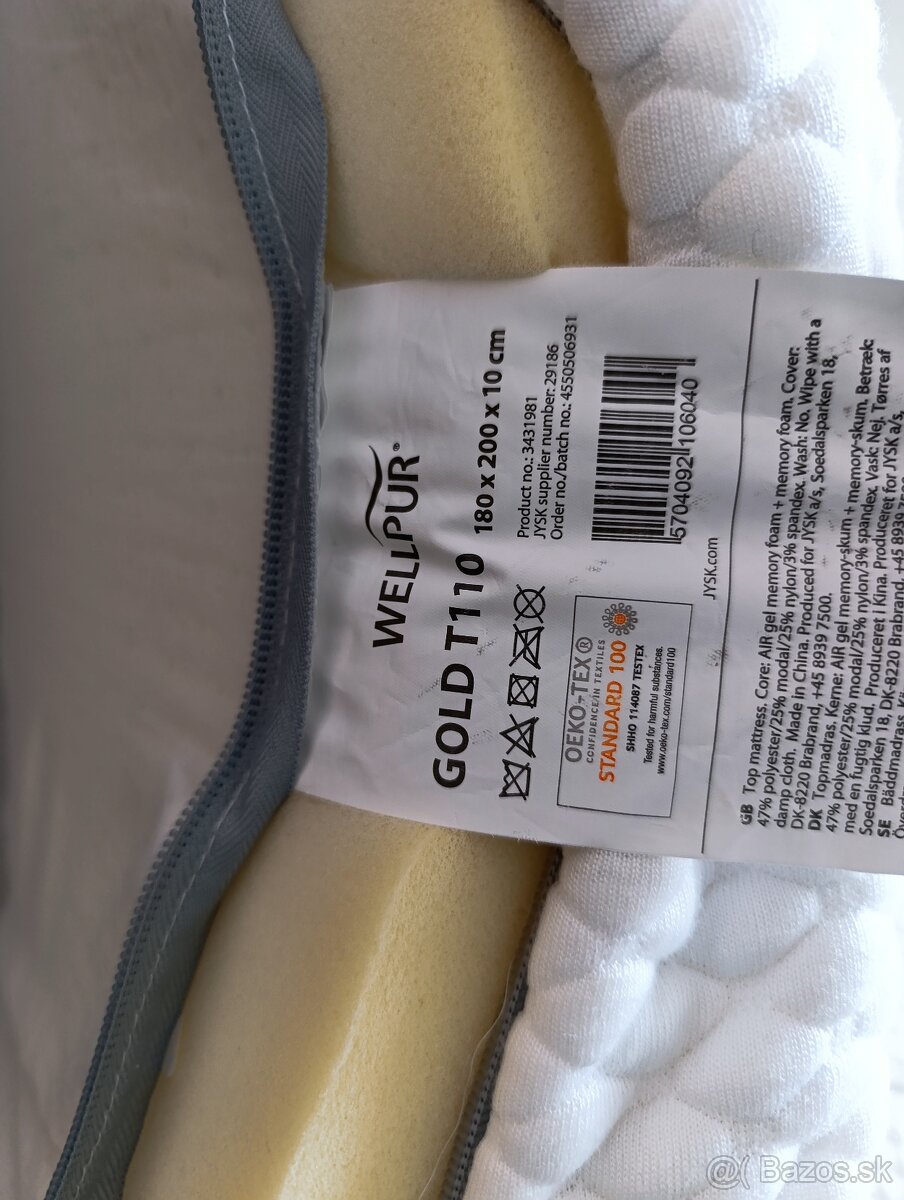 WELLPUR®
GOLD T110 180 x 200 x 10 cm
Product no.: 3431981
JYSK supplier number: 29186
Order no./batch no.: 4550506931
5704092 106040
OEKO-TEX®
CONFIDENCE IN TEXTILES
STANDARD 100
SHHO 114087 TESTEX
Tested for harmful substances.
www.oeko-tex.com/standard100
JYSK.com
GB Top mattress. Core: AIR gel memory foam + memory foam. Cover:
47% polyester/25% modal/25% nylon/3% spandex. Wash: No. Wipe with a
damp cloth. Made in China. Produced for JYSK a/s, Soedalsparken 18,
DK-8220 Brabrand, +45 8939 7500.
DK Topmadras. Kerne: AIR gel memory-skum + memory-skum. Betræk:
47% polyester/25% modal/25% nylon/3% spandex. Vask: Nej. Tørres af
med en fugtig klud. Produceret i Kina. Produceret for JYSK a/s,
Soedalsparken 18, DK-8220 Brabrand, +45 8939
SE Bäddmadrass.
@( Bazos.sk